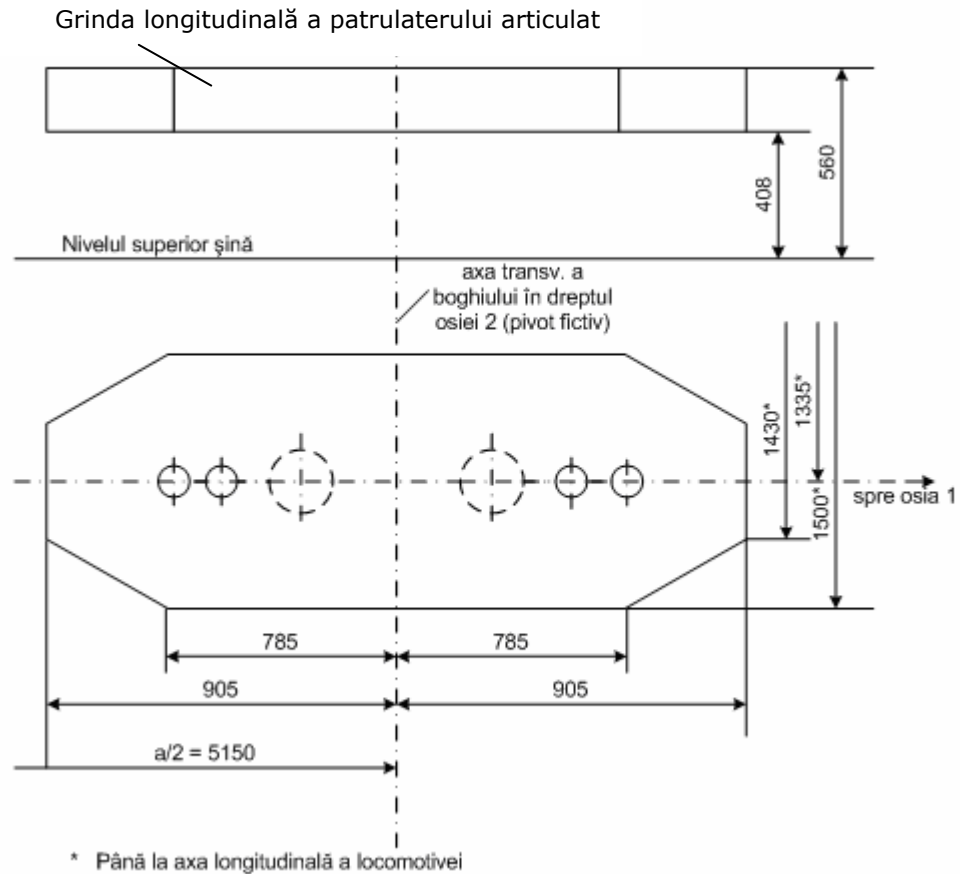 Grinda longitudinală a patrulaterului articulat
560
408
Nivelul superior şină
axa transv. a
boghiului în dreptul
osiei 2 (pivot fictiv)
1430*
1335*
1500*
spre osia 1
785
785
905
905
a/2 = 5150
* Până la axa longitudinală a locomotivei